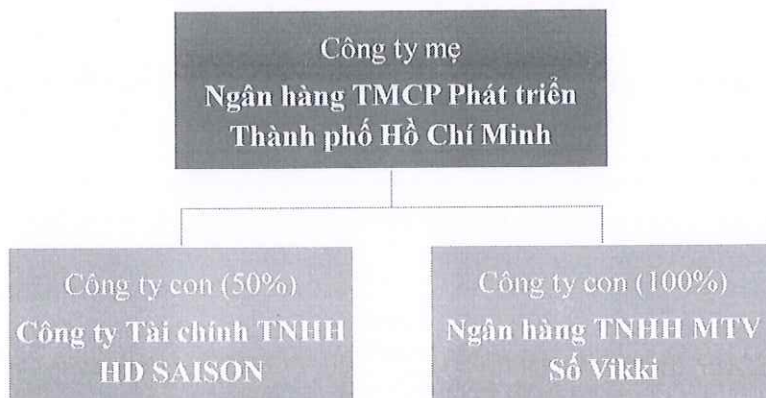 Công ty mẹ
Ngân hàng TMCP Phát triển
Thành phố Hồ Chí Minh
Công ty con (50%)
Công ty Tài chính TNHH
HD SAISON
Công ty con (100%)
Ngân hàng TNHH MTV
Số Vikki